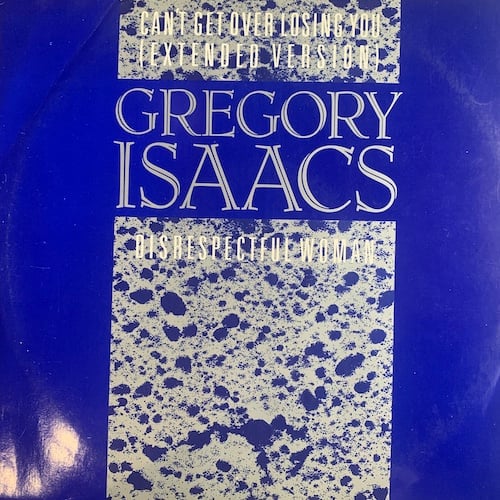 CAN'T GET OVER LOSING YOU
[EXTENDED VERSION]
GREGORY
ISAACS
DISRESPECTFUL WOMAN